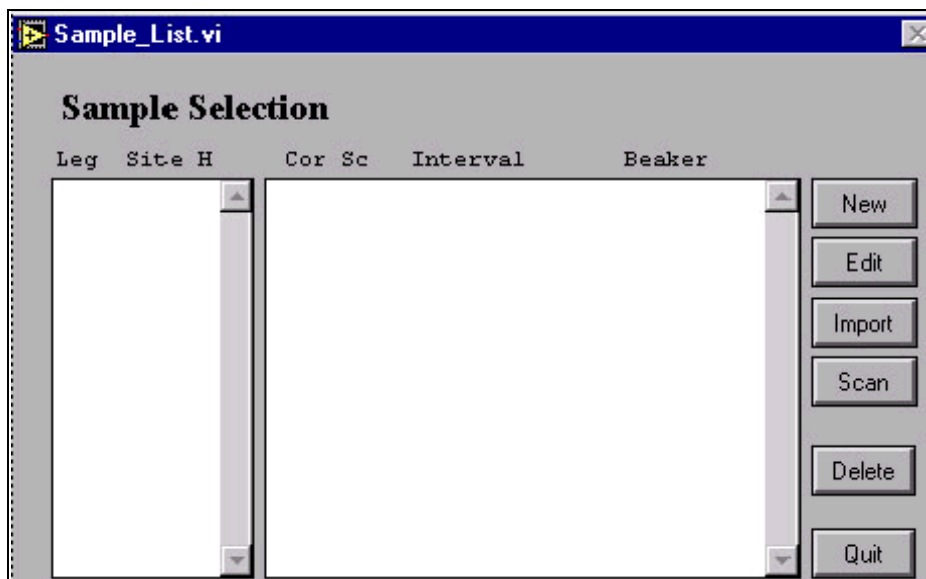 Sample_List.vi
Sample Selection
Leg Site H Cor Sc Interval Beaker
New
Edit
Import
Scan
Delete
Quit